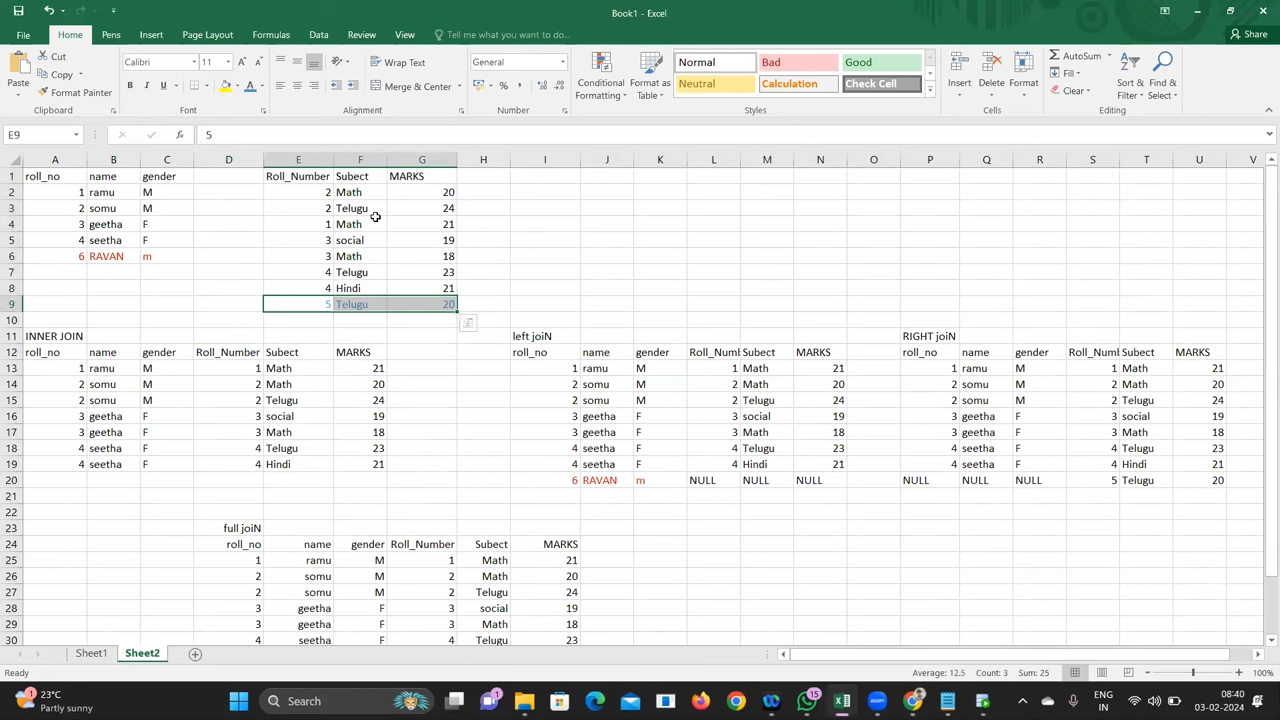 Book1 - Excel
File Home Pens Insert Page Layout Formulas Data Review View Tell me what you want to do... Share
Paste Cut Copy Format Painter Clipboard
Calibri 11 B I U A Font
Wrap Text Merge & Center Alignment
General % Number
Conditional Formatting Format as Table
Normal Bad Good
Neutral Calculation Check Cell
Styles
Insert Delete Format Cells
AutoSum Fill Clear Sort & Filter Find & Select Editing
E9 fx 5
A B C D E F G H I J K L M N O P Q R S T U V
1 roll_no name gender Roll_Number Subect MARKS
2 1 ramu M 2 Math 20
3 2 somu M 2 Telugu 24
4 3 geetha F 1 Math 21
5 4 seetha F 3 social 19
6 6 RAVAN m 3 Math 18
7 4 Telugu 23
8 4 Hindi 21
9 5 Telugu 20
10
11 INNER JOIN left joiN RIGHT joiN
12 roll_no name gender Roll_Number Subect MARKS roll_no name gender Roll_Numb Subect MARKS roll_no name gender Roll_Numb Subect MARKS
13 1 ramu M 1 Math 21 1 ramu M 1 Math 21 1 ramu M 1 Math 21
14 2 somu M 2 Math 20 2 somu M 2 Math 20 2 somu M 2 Math 20
15 2 somu M 2 Telugu 24 2 somu M 2 Telugu 24 2 somu M 2 Telugu 24
16 3 geetha F 3 social 19 3 geetha F 3 social 19 3 geetha F 3 social 19
17 3 geetha F 3 Math 18 3 geetha F 3 Math 18 3 geetha F 3 Math 18
18 4 seetha F 4 Telugu 23 4 seetha F 4 Telugu 23 4 seetha F 4 Telugu 23
19 4 seetha F 4 Hindi 21 4 seetha F 4 Hindi 21 4 seetha F 4 Hindi 21
20 6 RAVAN m NULL NULL NULL NULL NULL NULL 5 Telugu 20
21
22
23 full joiN
24 roll_no name gender Roll_Number Subect MARKS
25 1 ramu M 1 Math 21
26 2 somu M 2 Math 20
27 2 somu M 2 Telugu 24
28 3 geetha F 3 social 19
29 3 geetha F 3 Math 18
30 4 seetha F 4 Telugu 23
Sheet1 Sheet2
Ready Average: 12.5 Count: 3 Sum: 25 100%
23°C
Partly sunny
Search
15
ENG
IN
08:40
03-02-2024